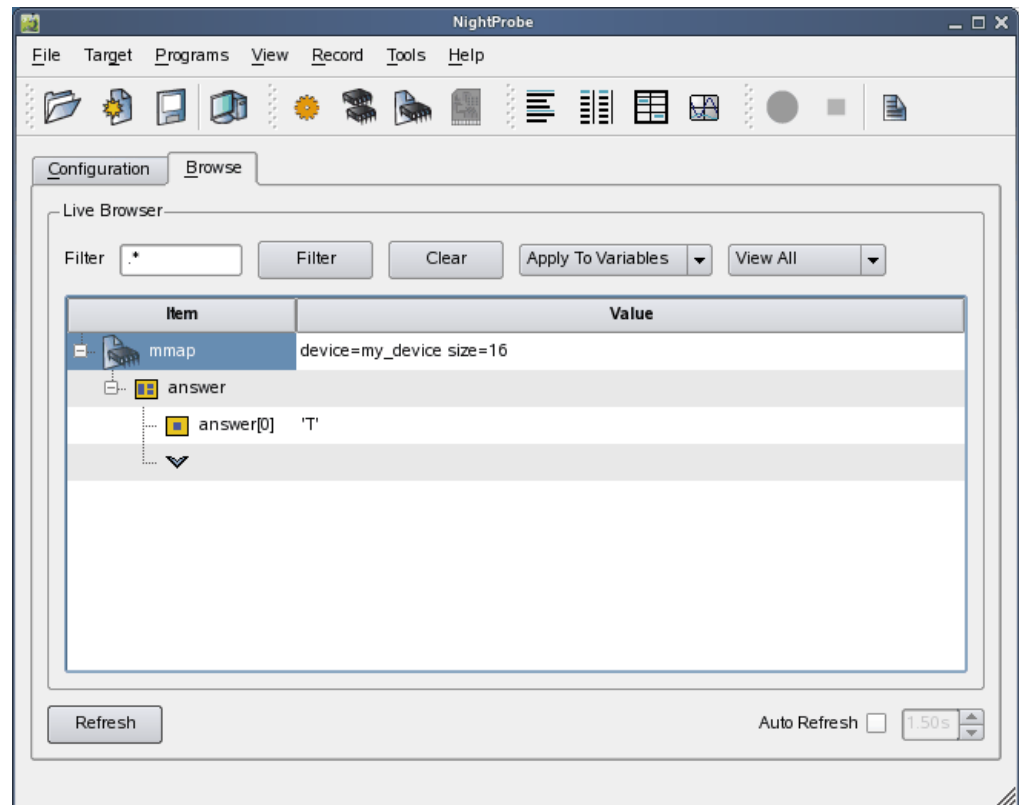 NightProbe
File Target Programs View Record Tools Help
Configuration Browse
Live Browser
Filter .* Filter Clear Apply To Variables View All
Item Value
mmap device=my_device size=16
answer
answer[0] 'T'
Refresh Auto Refresh 1.50s